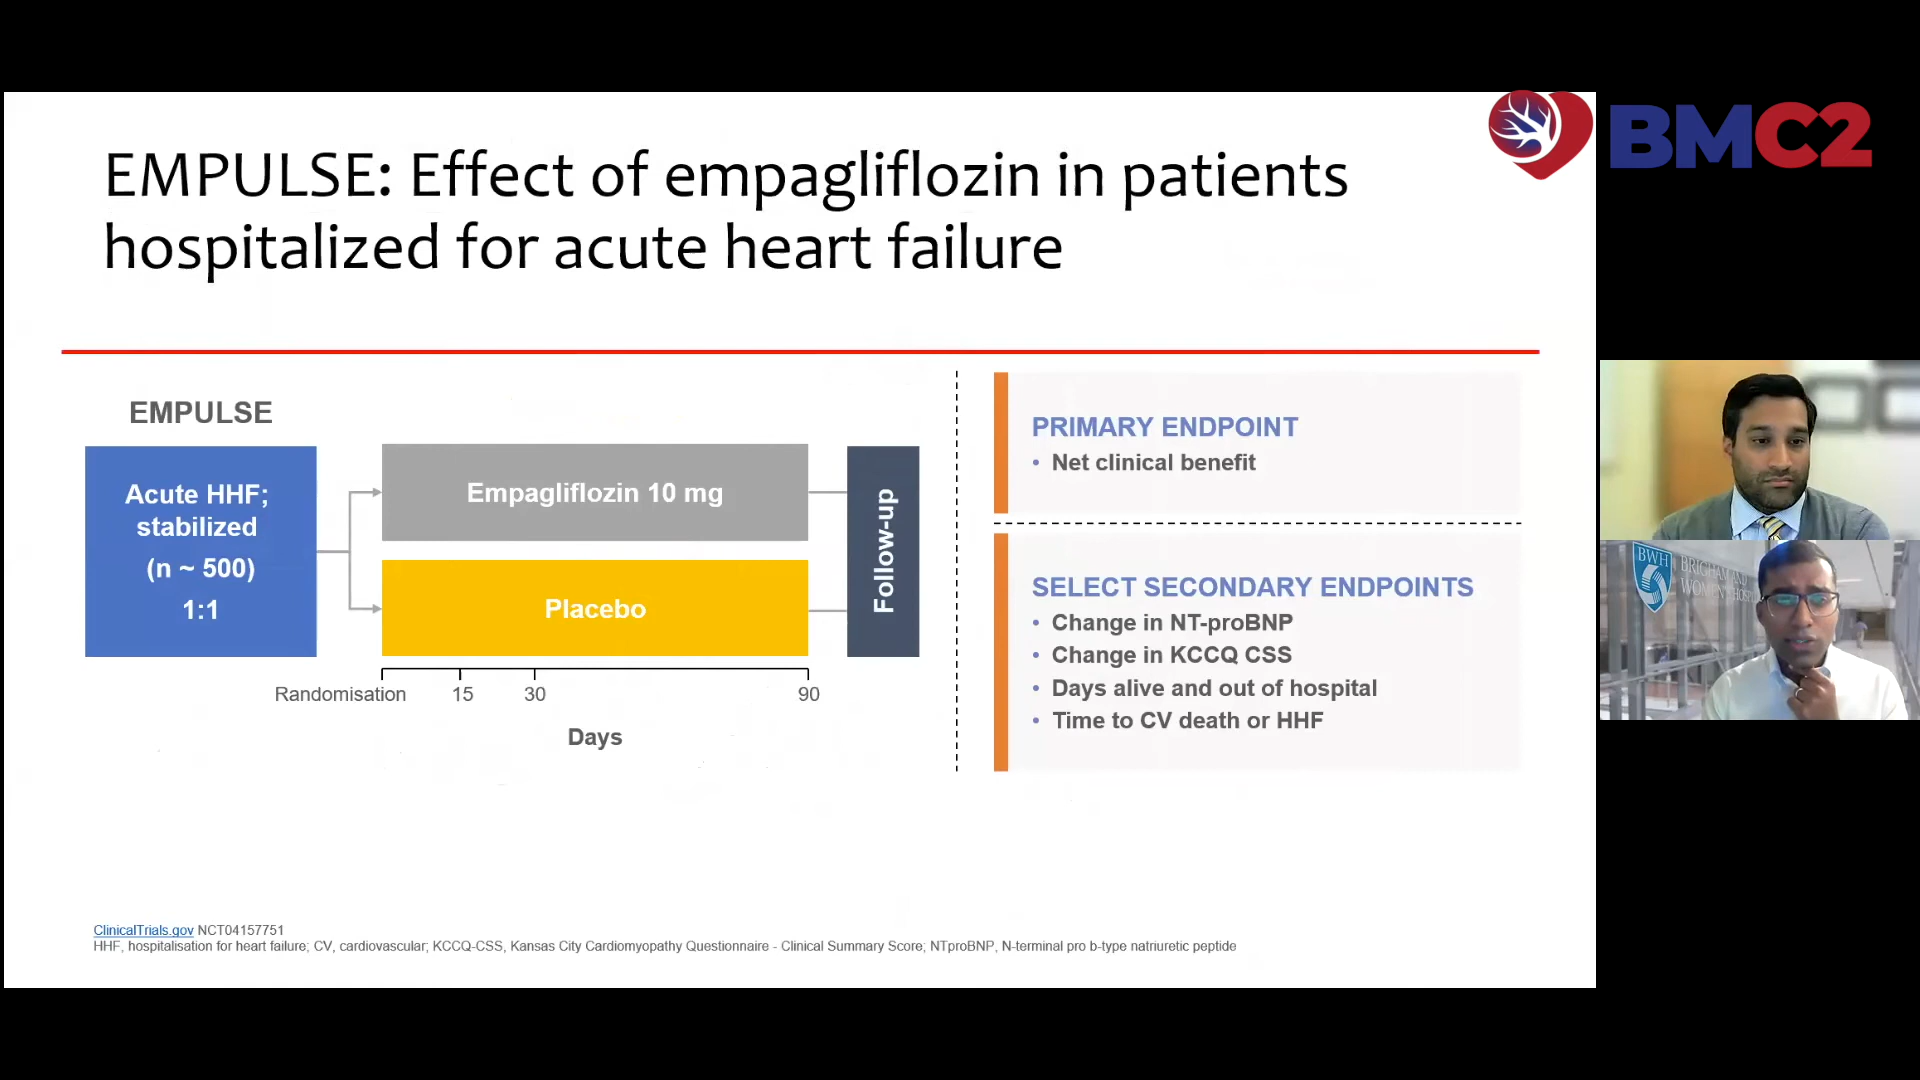 BMC2
EMPULSE: Effect of empagliflozin in patients
hospitalized for acute heart failure
EMPULSE
Acute HHF;
stabilized
(n ~ 500)
1:1
Empagliflozin 10 mg
Placebo
Follow-up
Randomisation 15 30 90
Days
PRIMARY ENDPOINT
• Net clinical benefit
SELECT SECONDARY ENDPOINTS
• Change in NT-proBNP
• Change in KCCQ CSS
• Days alive and out of hospital
• Time to CV death or HHF
ClinicalTrials.gov NCT04157751
HHF, hospitalisation for heart failure; CV, cardiovascular; KCCQ-CSS, Kansas City Cardiomyopathy Questionnaire - Clinical Summary Score; NTproBNP, N-terminal pro b-type natriuretic peptide
BWH